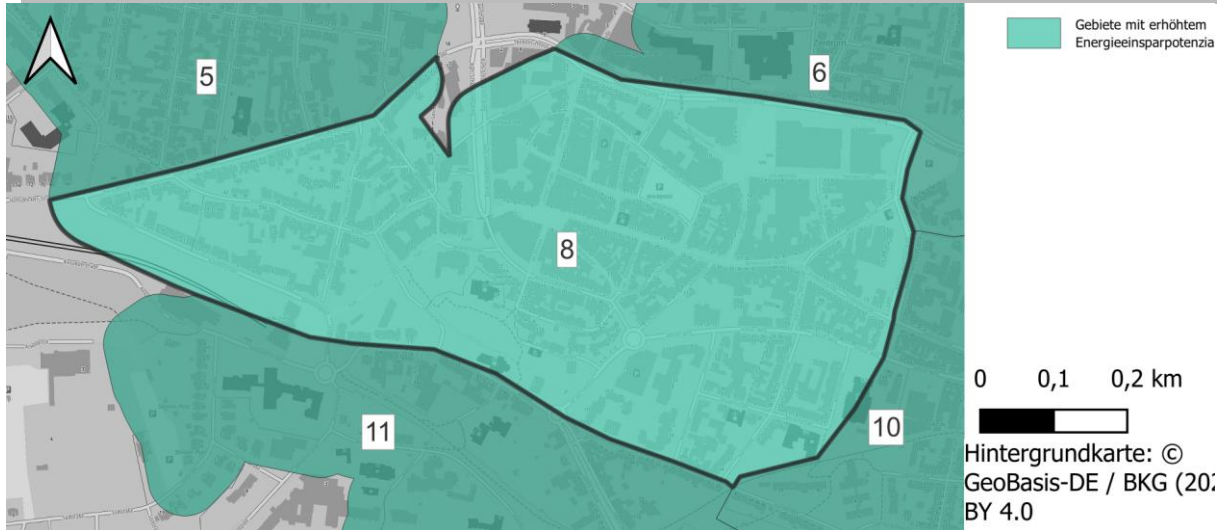 5
6
8
11
10
Gebiete mit erhöhtem
Energieeinsparpotenzia
0 0,1 0,2 km
Hintergrundkarte: ©
GeoBasis-DE / BKG (202
BY 4.0